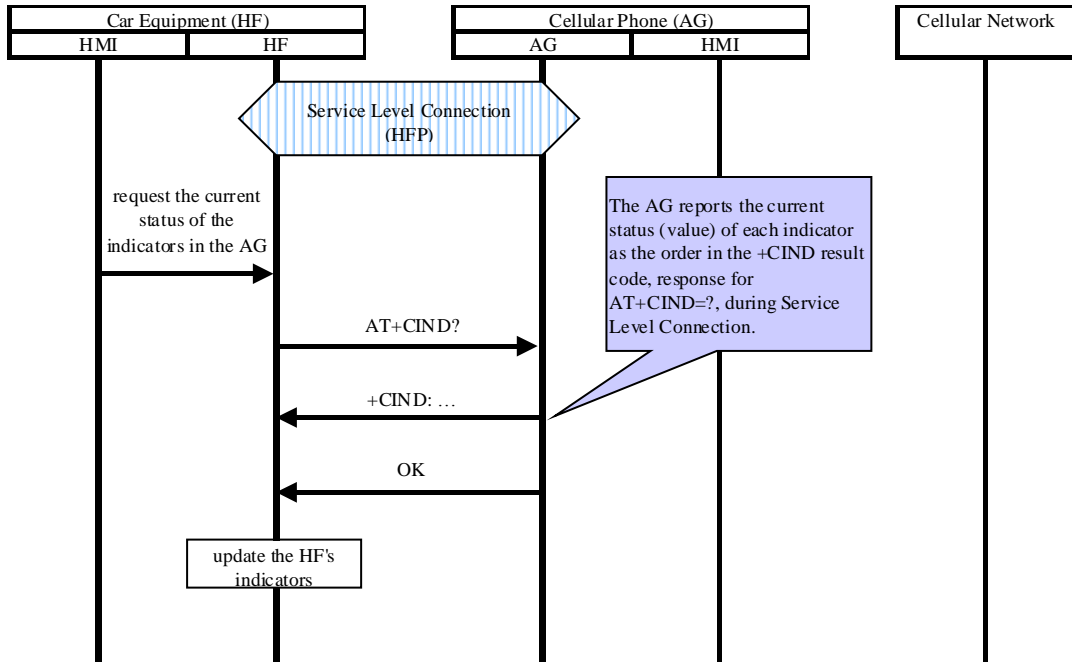 Car Equipment (HF)
HMI
HF
Cellular Phone (AG)
AG
HMI
Cellular Network
Service Level Connection
(HFP)
request the current
status of the
indicators in the AG
The AG reports the current
status (value) of each indicator
as the order in the +CIND result
code, response for
AT+CIND=?, during Service
Level Connection.
AT+CIND?
+CIND: …
OK
update the HF's
indicators